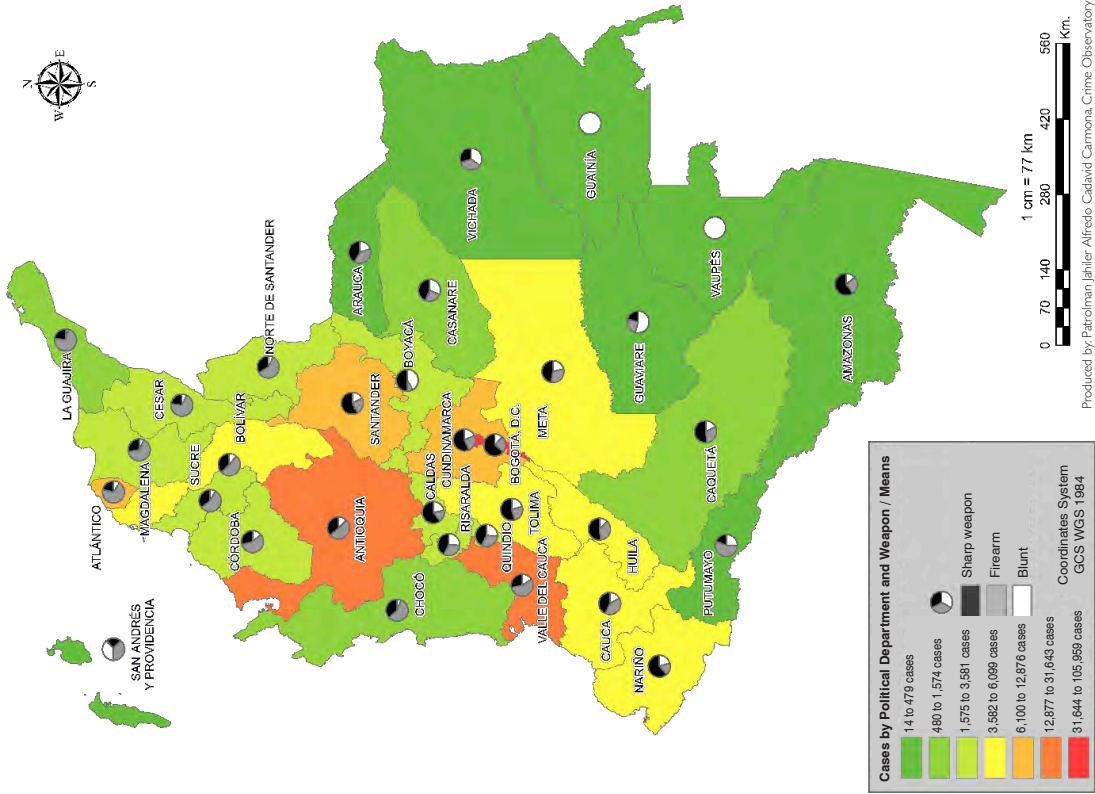 N
W E
S
LA GUAJIRA
ATLÁNTICO
MAGDALENA
CESAR
SUCRE
BOLÍVAR
NORTE DE SANTANDER
CÓRDOBA
SAN ANDRÉS
Y PROVIDENCIA
ANTIOQUIA
SANTANDER
ARAUCA
CHOCÓ
CALDAS
BOYACÁ
CASANARE
VICHADA
RISARALDA
CUNDINAMARCA
QUINDIO
TOLIMA
BOGOTÁ, D.C.
META
VALLE DEL CAUCA
GUAINÍA
CAUCA
HUILA
GUAVIARE
NARIÑO
CAQUETÁ
VAUPÉS
PUTUMAYO
AMAZONAS
Cases by Political Department and Weapon / Means
14 to 479 cases
480 to 1,574 cases
1,575 to 3,581 cases
3,582 to 6,099 cases
6,100 to 12,876 cases
12,877 to 31,643 cases
31,644 to 105,959 cases
Sharp weapon
Firearm
Blunt
Coordinates System
GCS WGS 1984
1 cm = 77 km
0 70 140 280 420 560
Km.
Produced by: Patrolman Jahiler Alfredo Cadavid Carmona, Crime Observatory